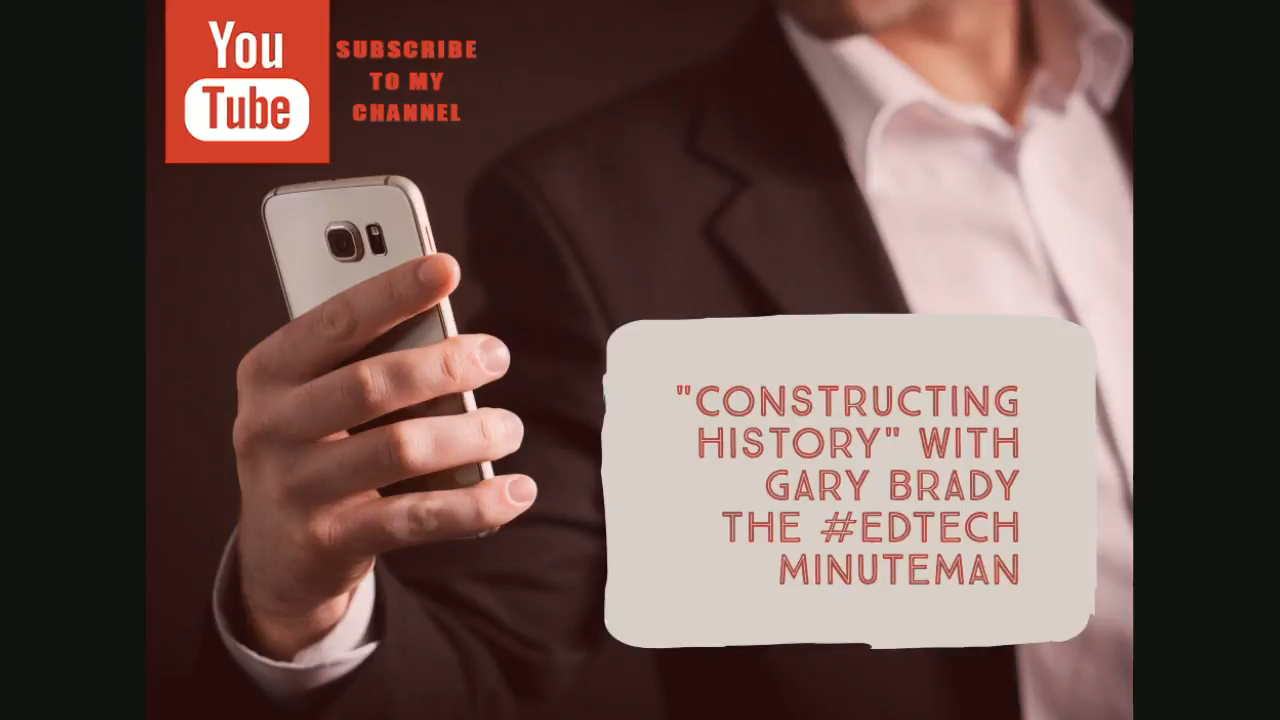 You
Tube
SUBSCRIBE
TO MY
CHANNEL
"CONSTRUCTING
HISTORY" WITH
GARY BRADY
THE #EDTECH
MINUTEMAN